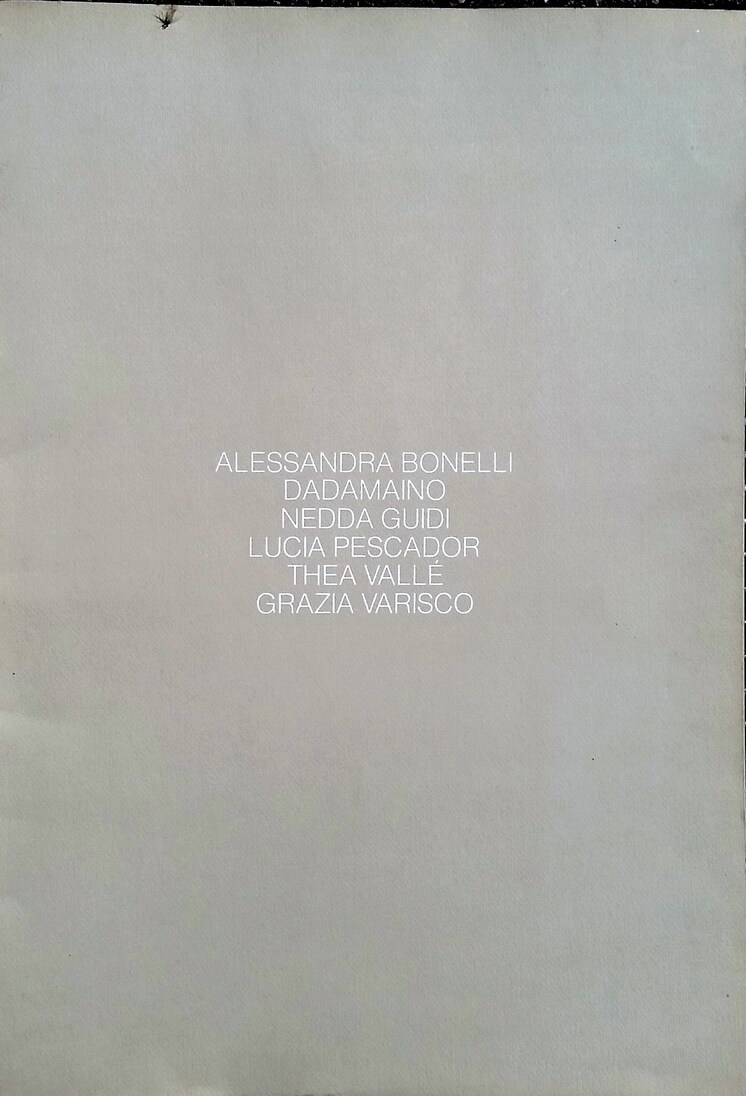 ALESSANDRA BONELLI
DADAMAINO
NEDDA GUIDI
LUCIA PESCADOR
THEA VALLÉ
GRAZIA VARISCO